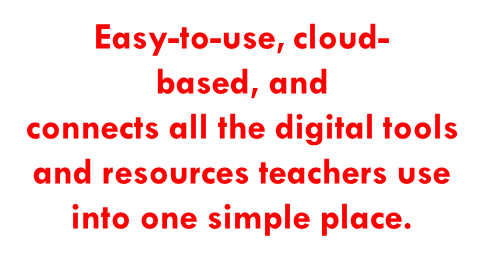 Easy-to-use, cloud-
based, and
connects all the digital tools
and resources teachers use
into one simple place.